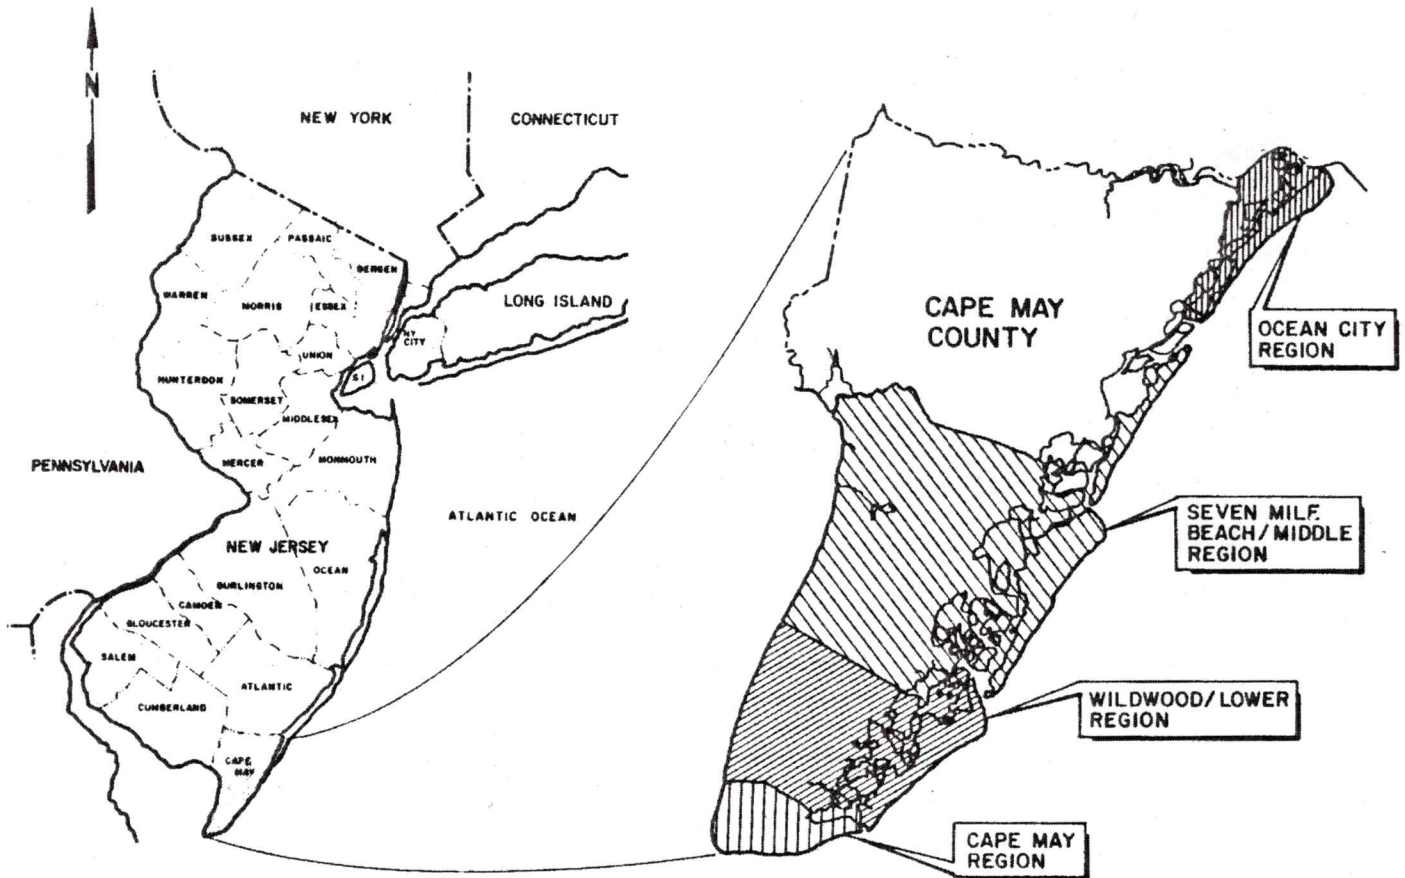 N
NEW YORK
CONNECTICUT
SUSSEX
PASSAIC
BERGEN
WARREN
MORRIS
ESSEX
LONG ISLAND
NY
CITY
UNION
S I
HUNTERDON
SOMERSET
MIDDLESEX
PENNSYLVANIA
MERCER
MONMOUTH
ATLANTIC OCEAN
NEW JERSEY
OCEAN
BURLINGTON
CAMDEN
GLOUCESTER
SALEM
ATLANTIC
CUMBERLAND
CAPE
MAY
CAPE MAY
COUNTY
OCEAN CITY
REGION
SEVEN MILE
BEACH/MIDDLE
REGION
WILDWOOD/LOWER
REGION
CAPE MAY
REGION